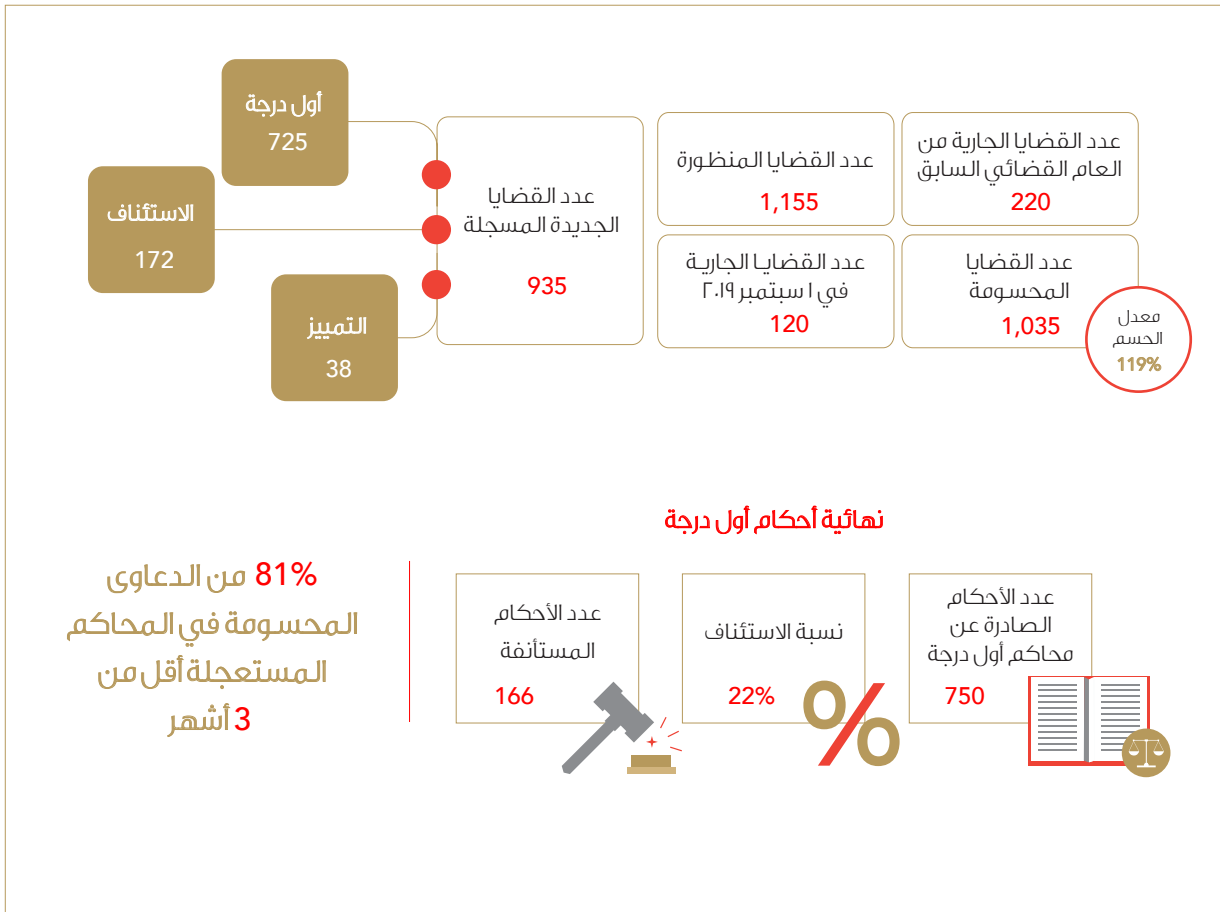 عدد القضايا الجارية من
العام القضائي السابق
220
عدد القضايا المنظورة
1,155
عدد القضايا
الجديدة المسجلة
935
أول درجة
725
الاستئناف
172
التمييز
38
عدد القضايا
المحسومة
1,035
معدل
الحسم
119%
عدد القضايا الجارية
في ١ سبتمبر ٢٠١٩
120
نهائية أحكام أول درجة
عدد الأحكام
الصادرة عن
محاكم أول درجة
750
نسبة الاستئناف
22%
%
عدد الأحكام
المستأنفة
166
81% من الدعاوى
المحسومة في المحاكم
المستعجلة أقل من
3 أشهر